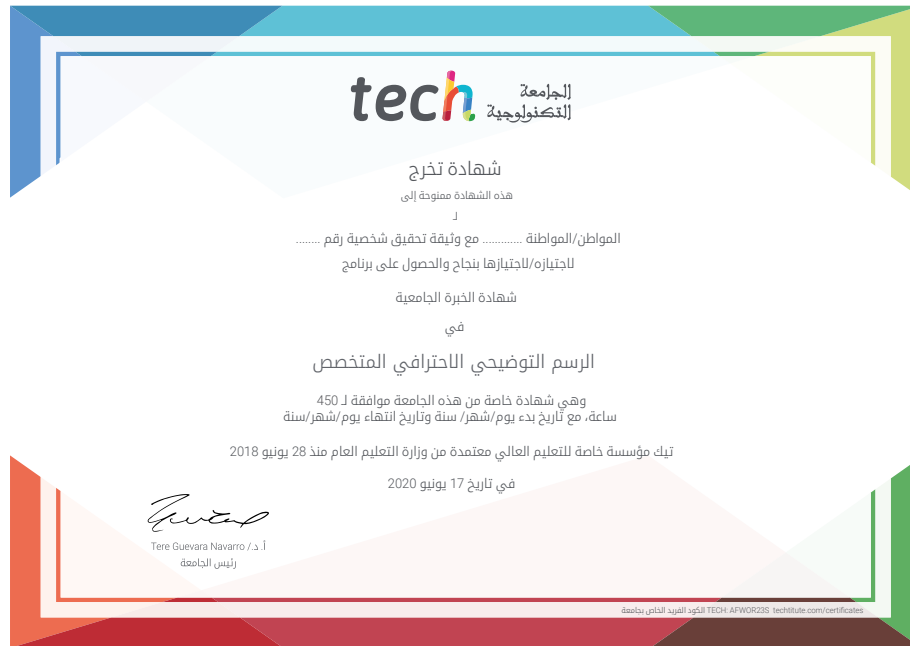 tech الجامعة
التكنولوجية
شهادة تخرج
هذه الشهادة ممنوحة إلى
لـ
المواطن/المواطنة ............ مع وثيقة تحقيق شخصية رقم ........
لاجتيازه/لاجتيازها بنجاح والحصول على برنامج
شهادة الخبرة الجامعية
في
الرسم التوضيحي الاحترافي المتخصص
وهي شهادة خاصة من هذه الجامعة موافقة لـ 450
ساعة، مع تاريخ بدء يوم/شهر/ سنة وتاريخ انتهاء يوم/شهر/سنة
تيك مؤسسة خاصة للتعليم العالي معتمدة من وزارة التعليم العام منذ 28 يونيو 2018
في تاريخ 17 يونيو 2020
أ.د./ Tere Guevara Navarro
رئيس الجامعة
الكود الفريد الخاص بجامعة TECH: AFWOR23S techtitute.com/certificates